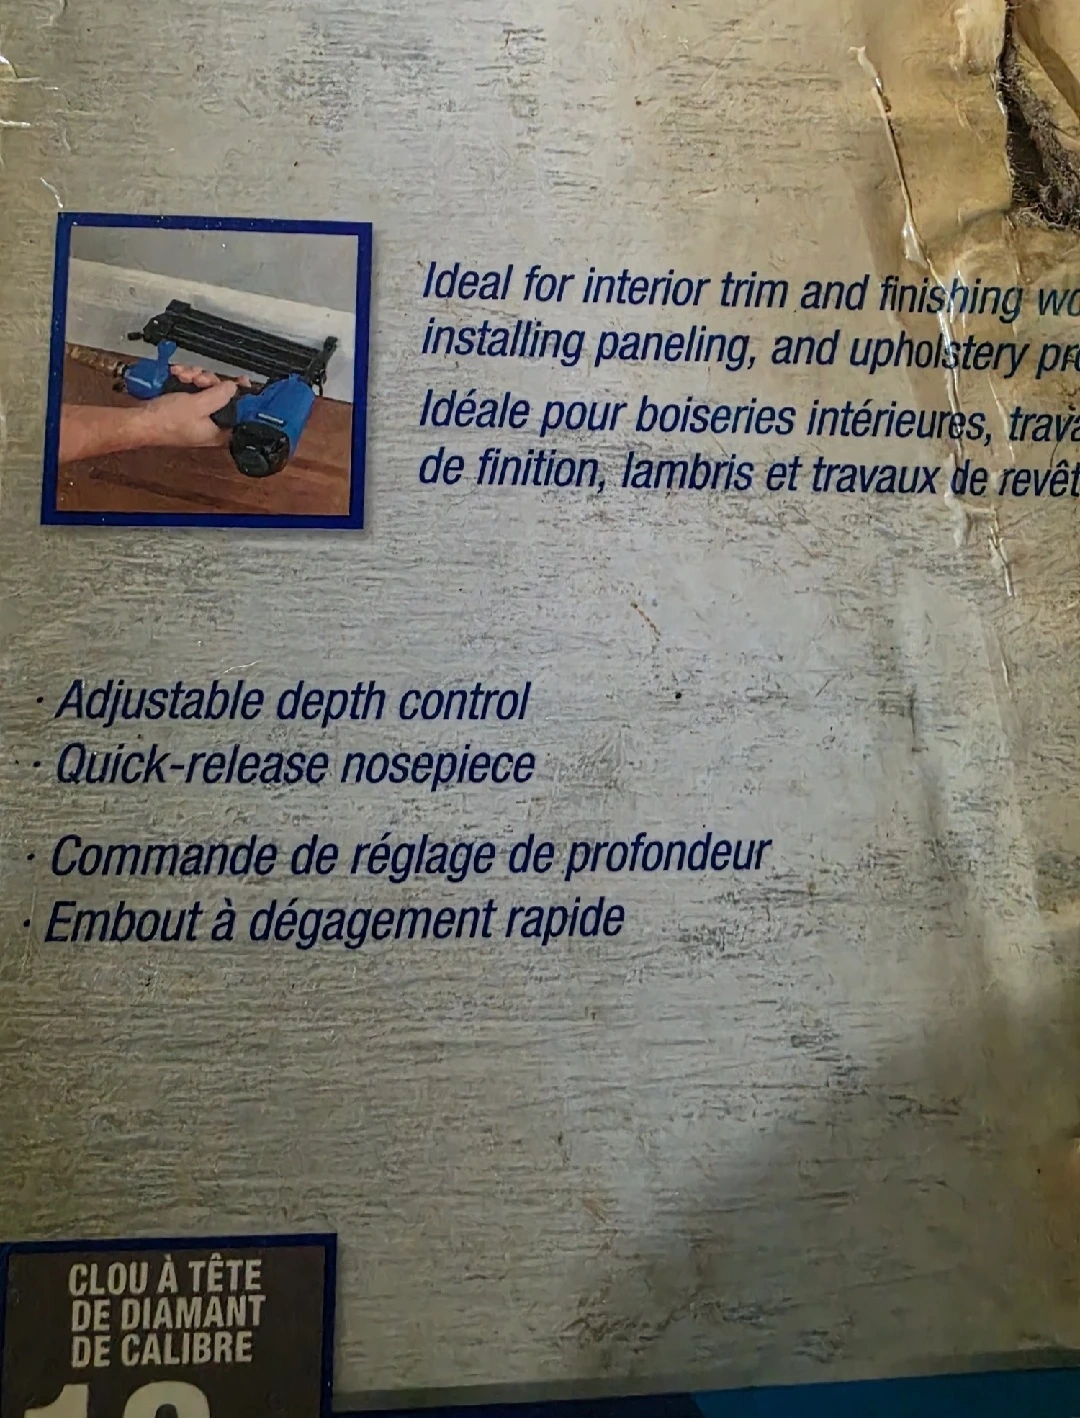 Ideal for interior trim and finishing
installing paneling, and upholstery
Idéale pour boiseries intérieures,
de finition, lambris et travaux de
· Adjustable depth control
· Quick-release nosepiece
· Commande de réglage de profondeur
· Embout à dégagement rapide
CLOU À TÊTE
DE DIAMANT
DE CALIBRE